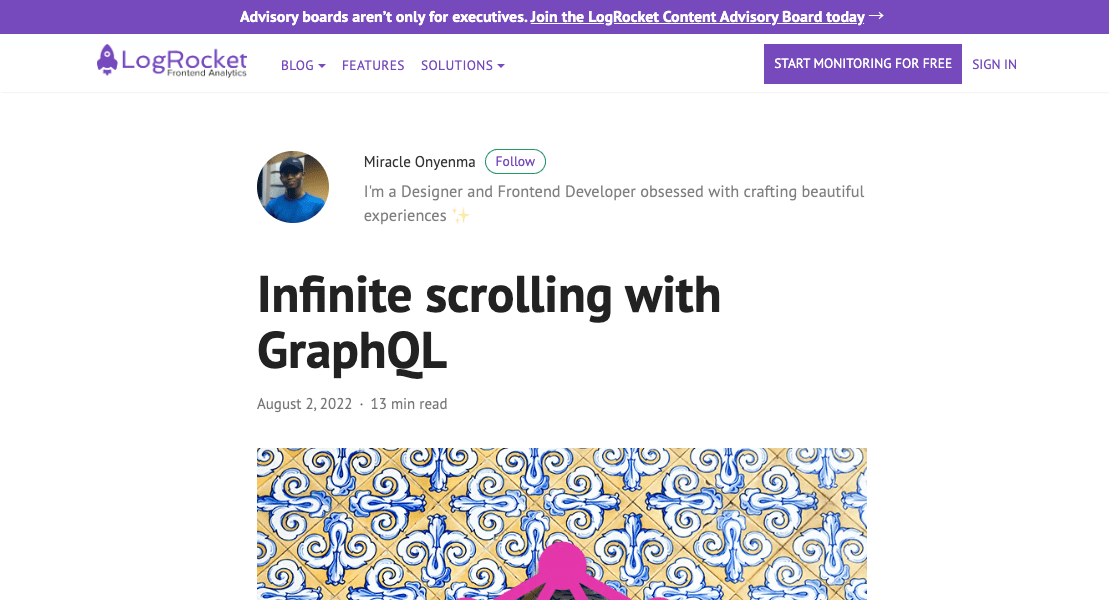 Advisory boards aren’t only for executives. Join the LogRocket Content Advisory Board today →
LogRocket
Frontend Analytics
BLOG FEATURES SOLUTIONS
START MONITORING FOR FREE SIGN IN
Miracle Onyenma Follow
I'm a Designer and Frontend Developer obsessed with crafting beautiful
experiences ✨
Infinite scrolling with
GraphQL
August 2, 2022 · 13 min read